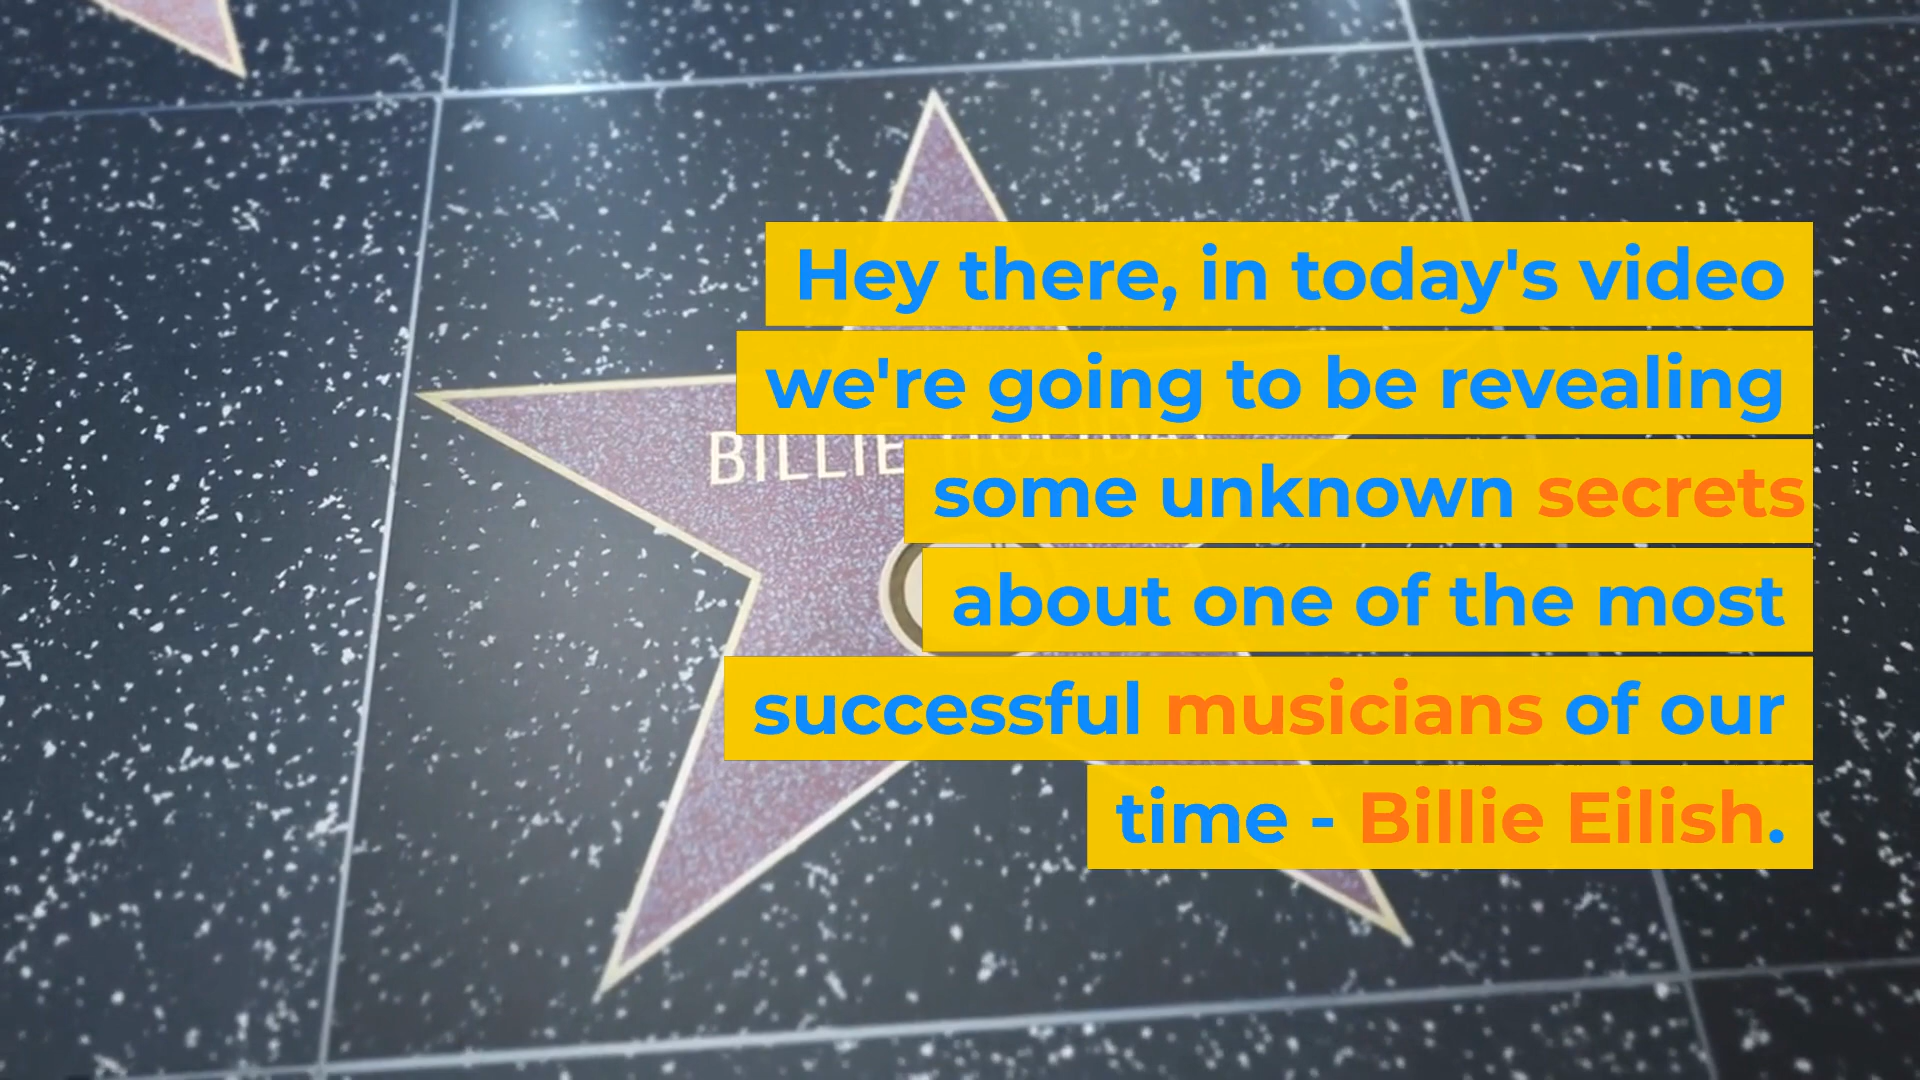 Hey there, in today's video
we're going to be revealing
BILLIE HOLIDAY
some unknown secrets
about one of the most
successful musicians of our
time - Billie Eilish.